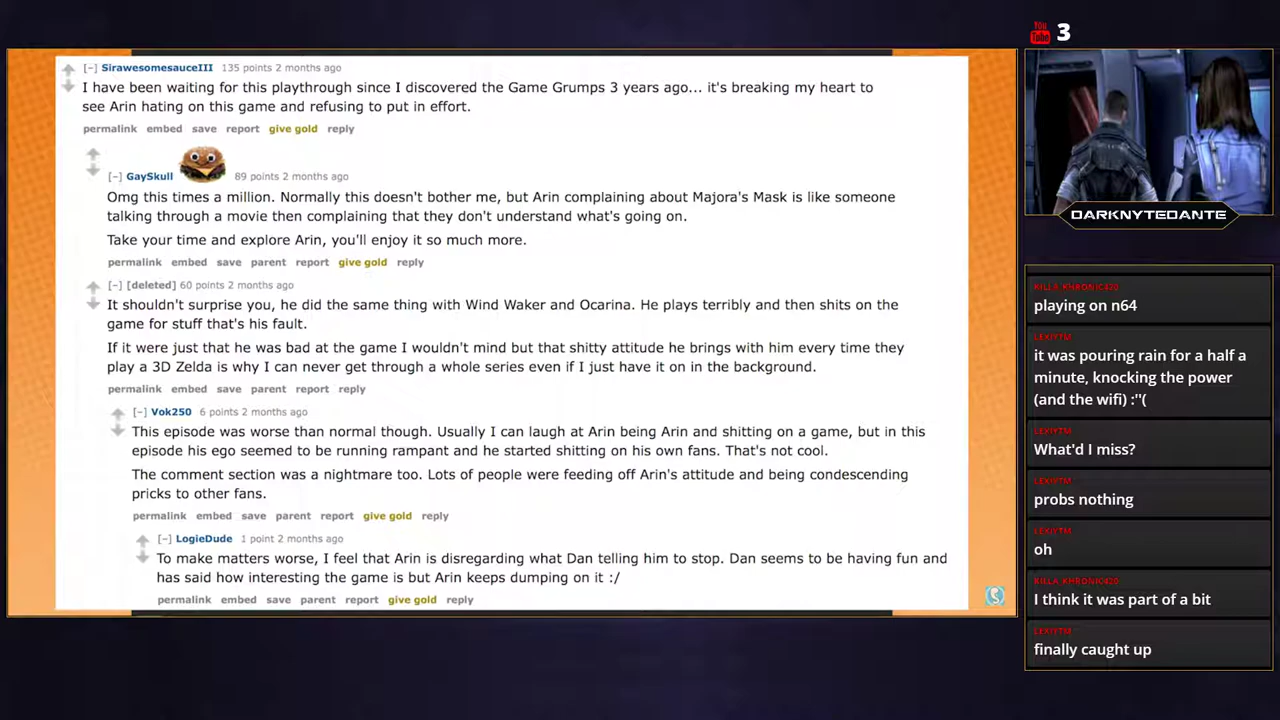 You
Tube
3
[–] SirawesomesauceIII 135 points 2 months ago
I have been waiting for this playthrough since I discovered the Game Grumps 3 years ago... it's breaking my heart to
see Arin hating on this game and refusing to put in effort.
permalink embed save report give gold reply
[–] GaySkull 89 points 2 months ago
Omg this times a million. Normally this doesn't bother me, but Arin complaining about Majora's Mask is like someone
talking through a movie then complaining that they don't understand what's going on.
Take your time and explore Arin, you'll enjoy it so much more.
permalink embed save parent report give gold reply
[–] [deleted] 60 points 2 months ago
It shouldn't surprise you, he did the same thing with Wind Waker and Ocarina. He plays terribly and then shits on the
game for stuff that's his fault.
If it were just that he was bad at the game I wouldn't mind but that shitty attitude he brings with him every time they
play a 3D Zelda is why I can never get through a whole series even if I just have it on in the background.
permalink embed save parent report reply
[–] Vok250 6 points 2 months ago
This episode was worse than normal though. Usually I can laugh at Arin being Arin and shitting on a game, but in this
episode his ego seemed to be running rampant and he started shitting on his own fans. That's not cool.
The comment section was a nightmare too. Lots of people were feeding off Arin's attitude and being condescending
pricks to other fans.
permalink embed save parent report give gold reply
[–] LogieDude 1 point 2 months ago
To make matters worse, I feel that Arin is disregarding what Dan telling him to stop. Dan seems to be having fun and
has said how interesting the game is but Arin keeps dumping on it :/
permalink embed save parent report give gold reply
DARKNYTEDANTE
KILLA KHRONIC420
playing on n64
LEKIYTM
it was pouring rain for a half a
minute, knocking the power
(and the wifi) :''(
LEKIYTM
What'd I miss?
LEKIYTM
probs nothing
LEKIYTM
oh
KILLA KHRONIC420
I think it was part of a bit
LEKIYTM
finally caught up